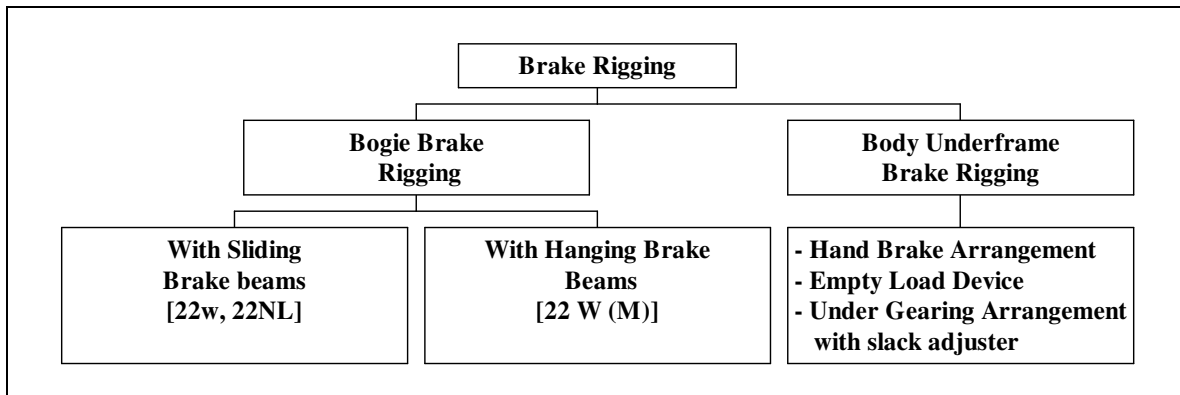 Brake Rigging
Bogie Brake
Rigging
Body Underframe
Brake Rigging
With Sliding
Brake beams
[22w, 22NL]
With Hanging Brake
Beams
[22 W (M)]
- Hand Brake Arrangement
- Empty Load Device
- Under Gearing Arrangement
with slack adjuster